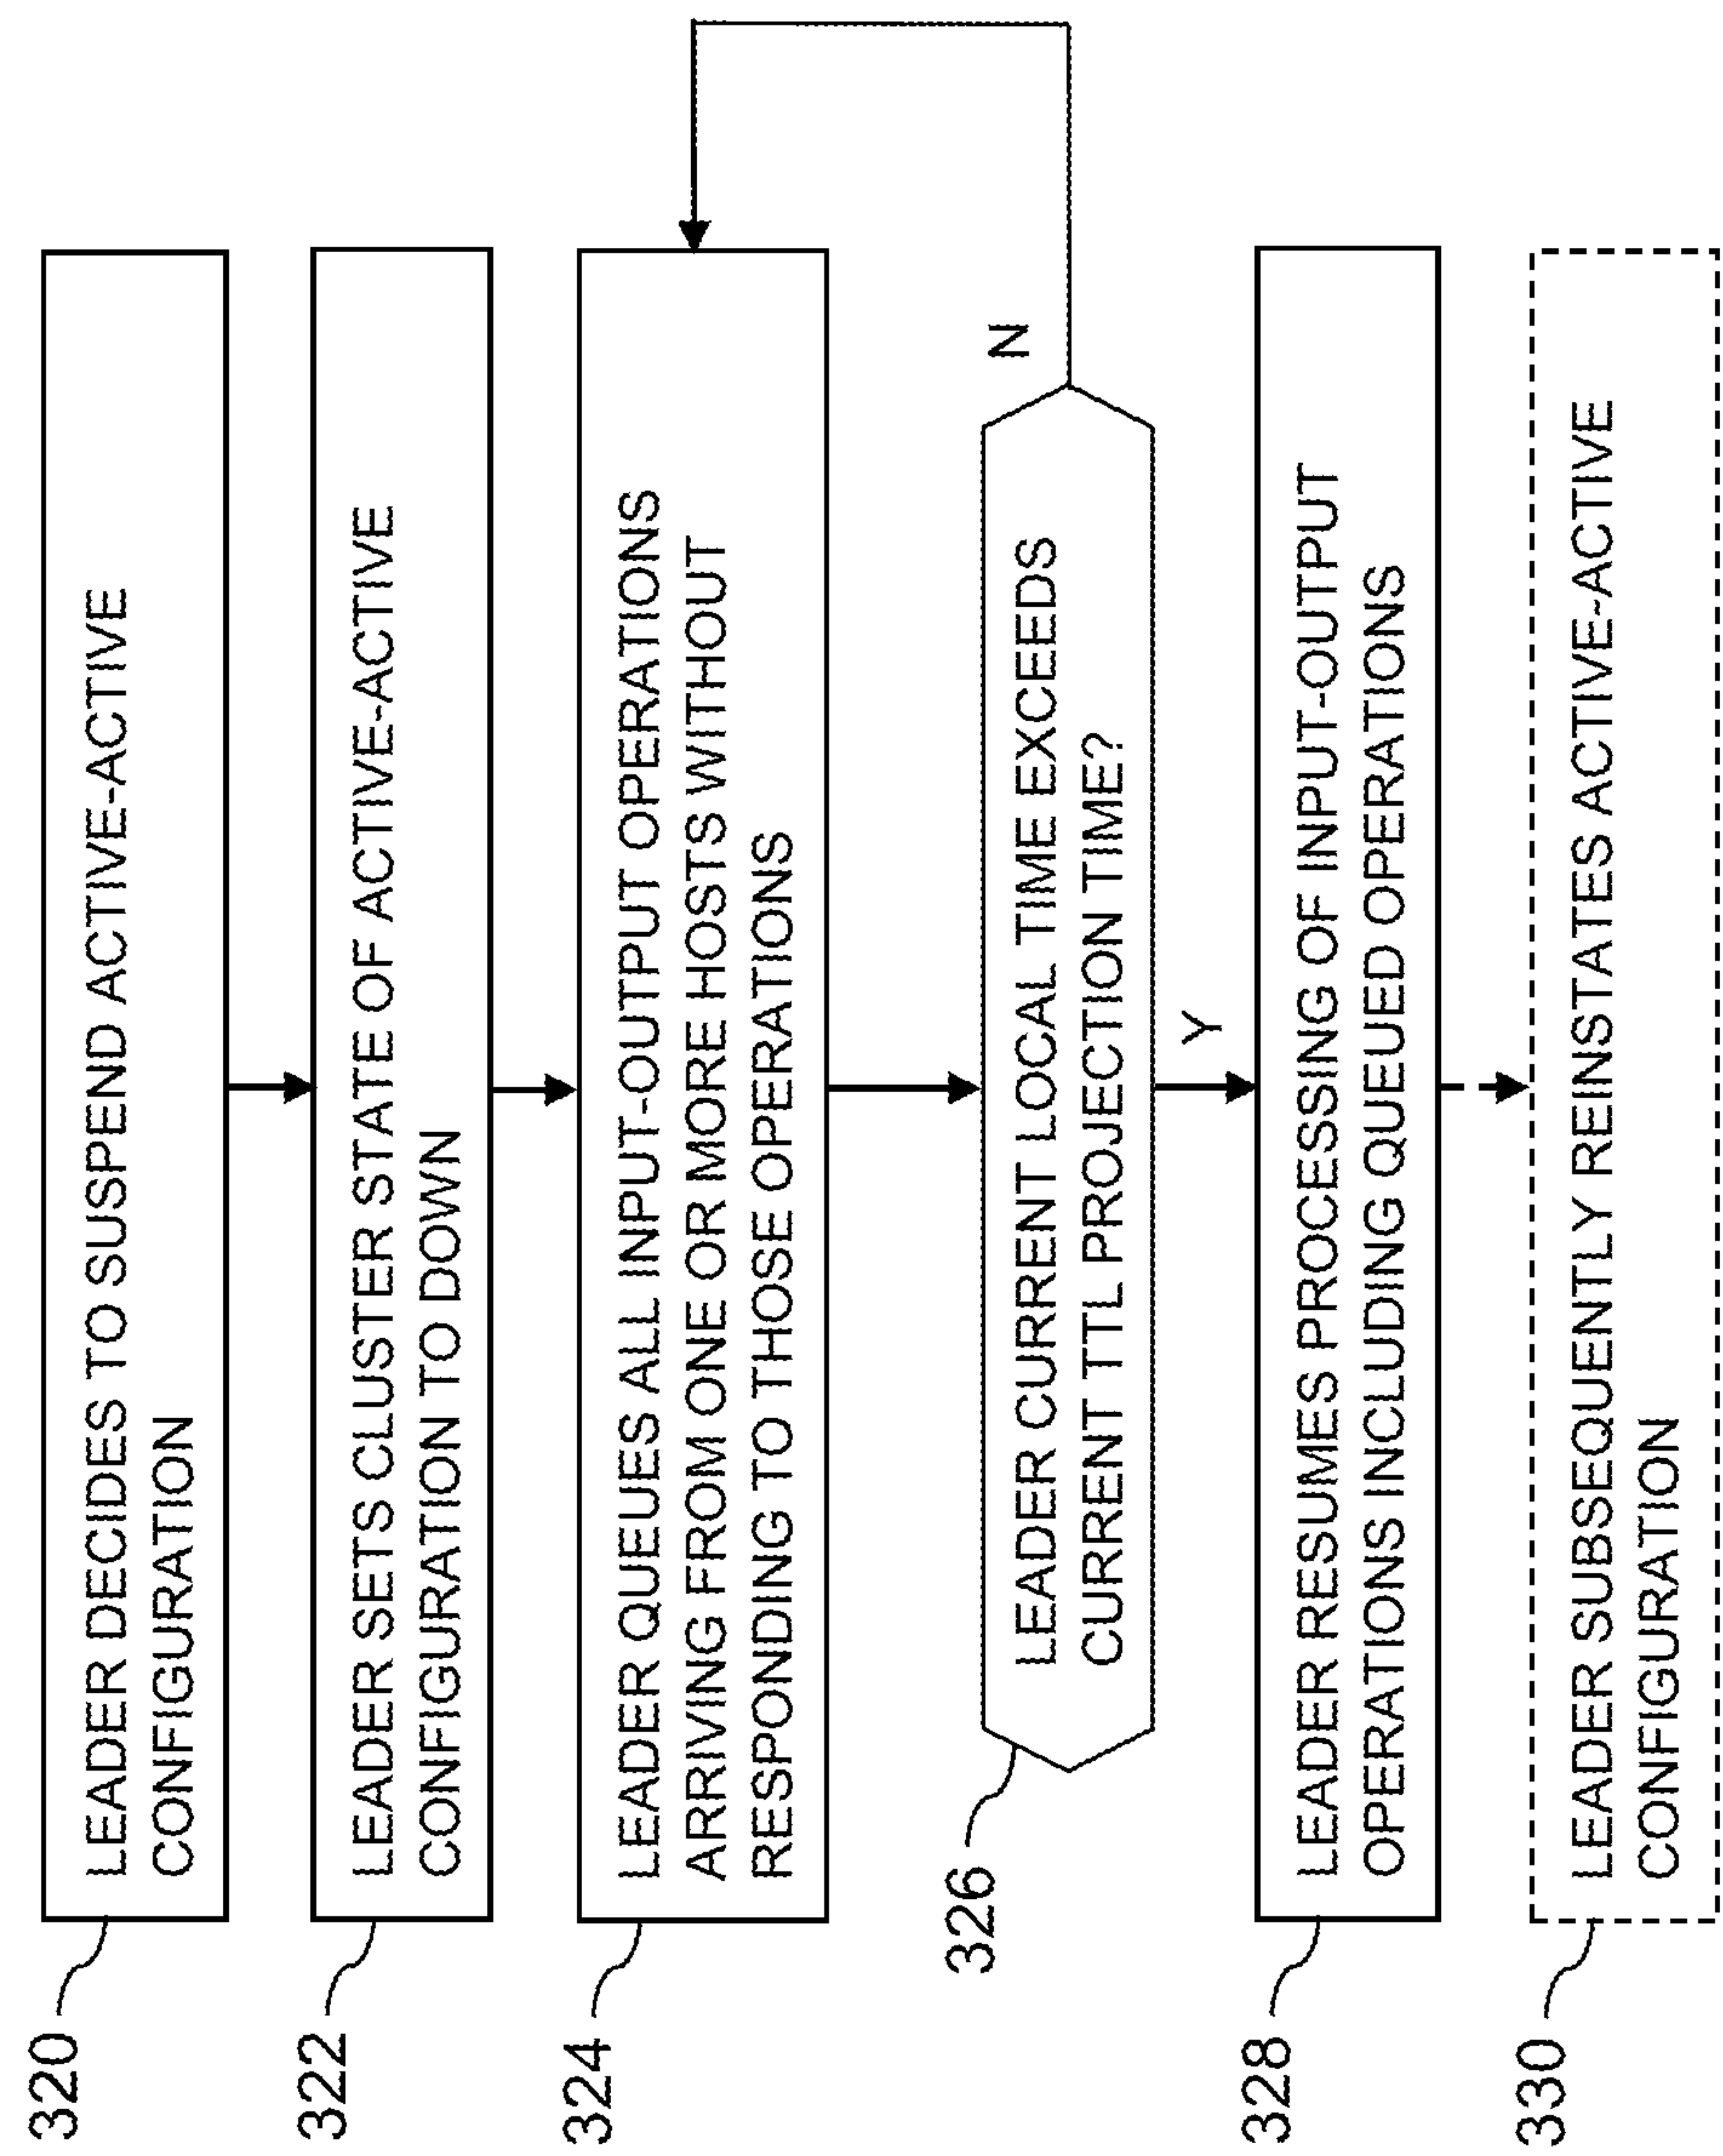 320
LEADER DECIDES TO SUSPEND ACTIVE-ACTIVE
CONFIGURATION
322
LEADER SETS CLUSTER STATE OF ACTIVE-ACTIVE
CONFIGURATION TO DOWN
324
LEADER QUEUES ALL INPUT-OUTPUT OPERATIONS
ARRIVING FROM ONE OR MORE HOSTS WITHOUT
RESPONDING TO THOSE OPERATIONS
326
LEADER CURRENT LOCAL TIME EXCEEDS
CURRENT TTL PROJECTION TIME?
N
Y
328
LEADER RESUMES PROCESSING OF INPUT-OUTPUT
OPERATIONS INCLUDING QUEUED OPERATIONS
330
LEADER SUBSEQUENTLY REINSTATES ACTIVE-ACTIVE
CONFIGURATION